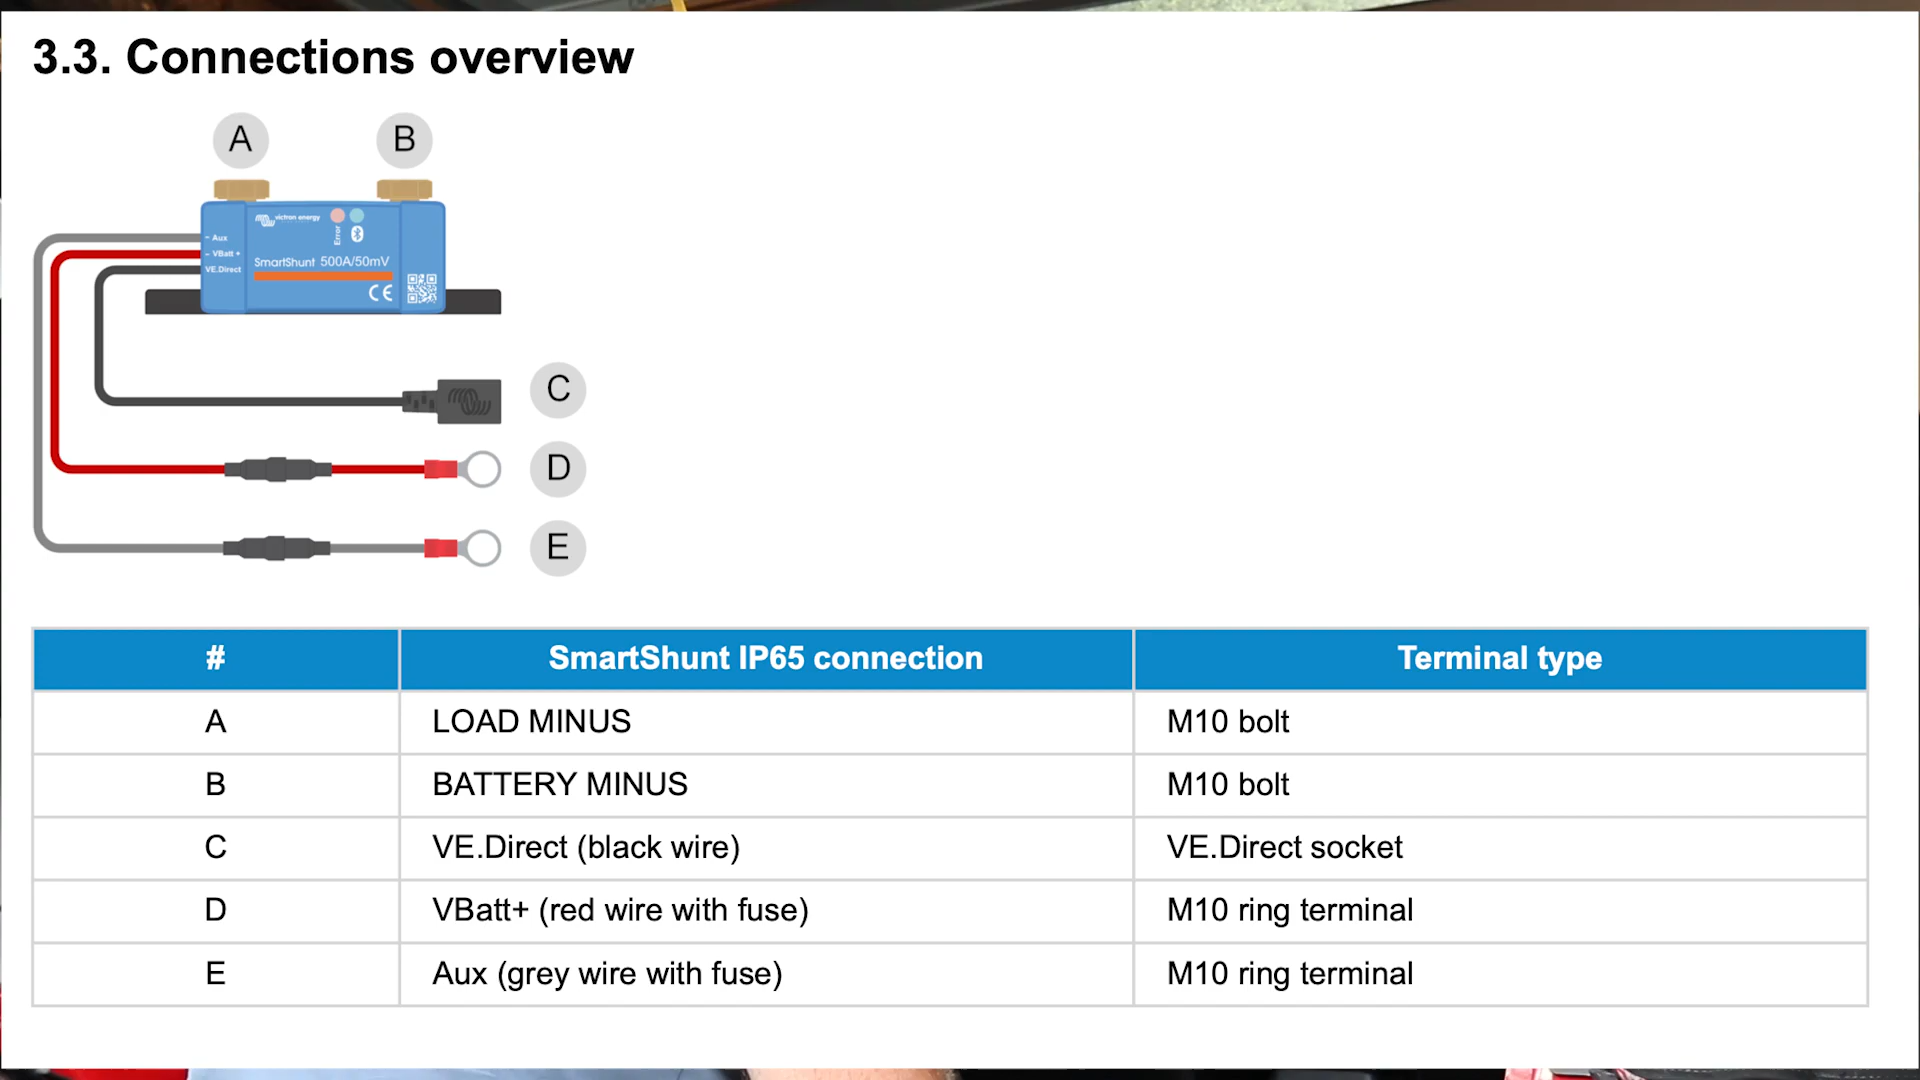 3.3. Connections overview
A
B
victron energy
Error
- Aux
- VBatt +
VE.Direct
SmartShunt 500A/50mV
CE
C
D
E
# SmartShunt IP65 connection Terminal type
A LOAD MINUS M10 bolt
B BATTERY MINUS M10 bolt
C VE.Direct (black wire) VE.Direct socket
D VBatt+ (red wire with fuse) M10 ring terminal
E Aux (grey wire with fuse) M10 ring terminal